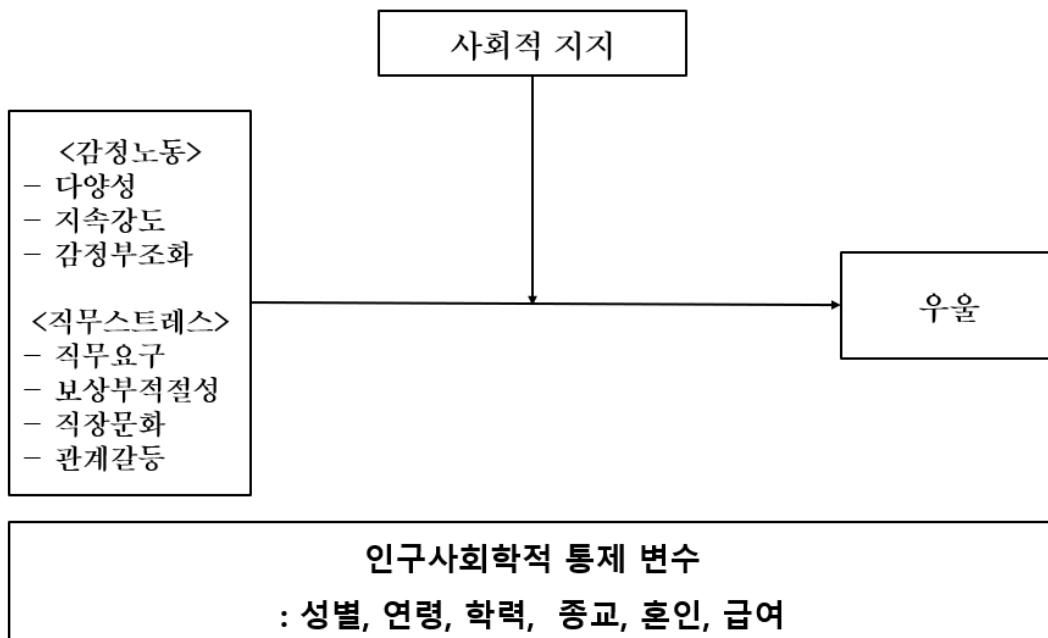 사회적 지지
<감정노동>
– 다양성
– 지속강도
– 감정부조화
<직무스트레스>
– 직무요구
– 보상부적절성
– 직장문화
– 관계갈등
우울
인구사회학적 통제 변수
: 성별, 연령, 학력, 종교, 혼인, 급여